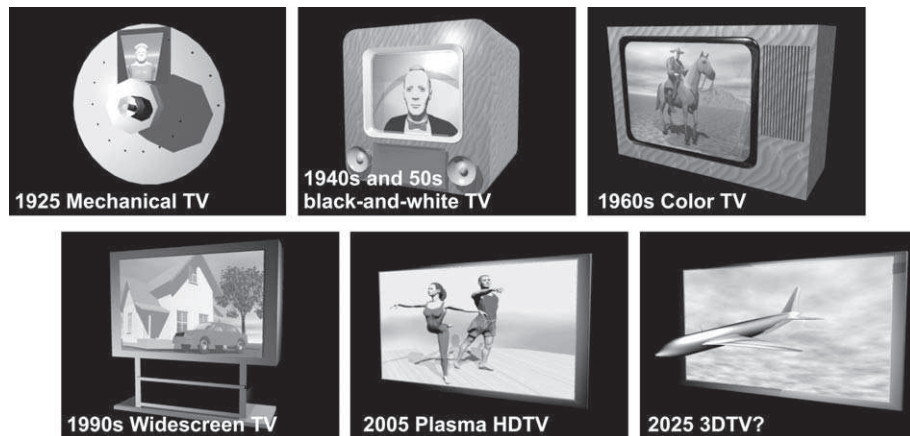 1925 Mechanical TV
1940s and 50s
black-and-white TV
1960s Color TV
1990s Widescreen TV
2005 Plasma HDTV
2025 3DTV?